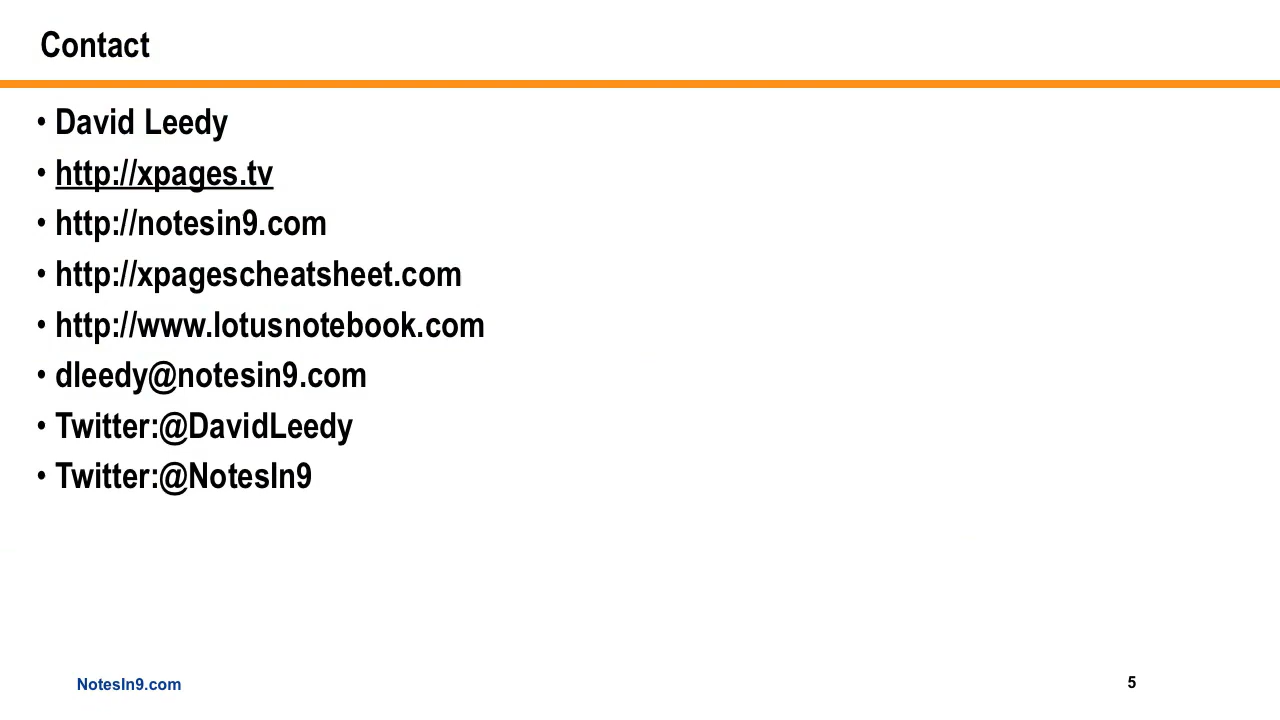 Contact
• David Leedy
• http://xpages.tv
• http://notesin9.com
• http://xpagescheatsheet.com
• http://www.lotusnotebook.com
• dleedy@notesin9.com
• Twitter:@DavidLeedy
• Twitter:@NotesIn9
NotesIn9.com
5